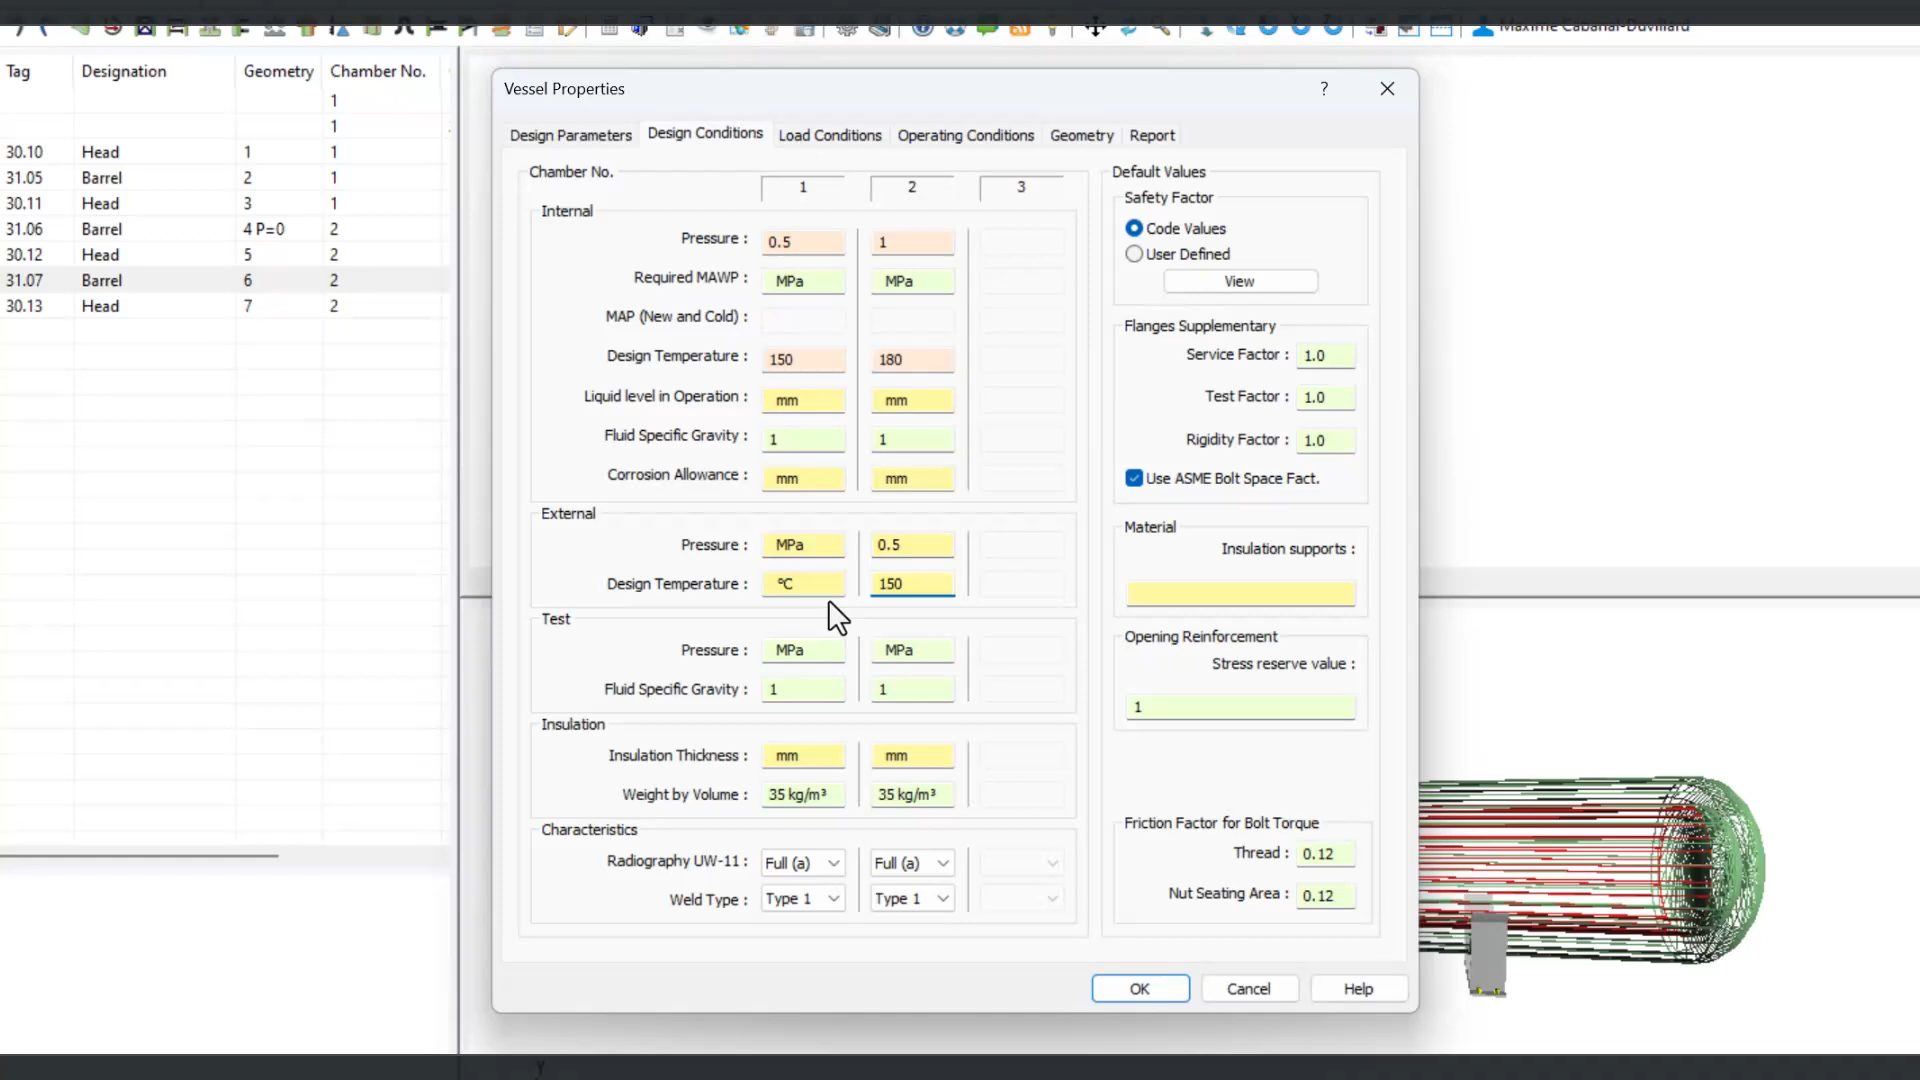 Maxime Cabanal-Duvillard
Tag Designation Geometry Chamber No.
1
1
30.10 Head 1 1
31.05 Barrel 2 1
30.11 Head 3 1
31.06 Barrel 4 P=0 2
30.12 Head 5 2
31.07 Barrel 6 2
30.13 Head 7 2
Vessel Properties ?
Design Parameters Design Conditions Load Conditions Operating Conditions Geometry Report
Chamber No. 1 2 3
Internal
Pressure : 0.5 1
Required MAWP : MPa MPa
MAP (New and Cold) :
Design Temperature : 150 180
Liquid level in Operation : mm mm
Fluid Specific Gravity : 1 1
Corrosion Allowance : mm mm
External
Pressure : MPa 0.5
Design Temperature : °C 150
Test
Pressure : MPa MPa
Fluid Specific Gravity : 1 1
Insulation
Insulation Thickness : mm mm
Weight by Volume : 35 kg/m³ 35 kg/m³
Characteristics
Radiography UW-11 : Full (a) Full (a)
Weld Type : Type 1 Type 1
Default Values
Safety Factor
Code Values
User Defined
View
Flanges Supplementary
Service Factor : 1.0
Test Factor : 1.0
Rigidity Factor : 1.0
Use ASME Bolt Space Fact.
Material
Insulation supports :
Opening Reinforcement
Stress reserve value :
1
Friction Factor for Bolt Torque
Thread : 0.12
Nut Seating Area : 0.12
OK Cancel Help
y